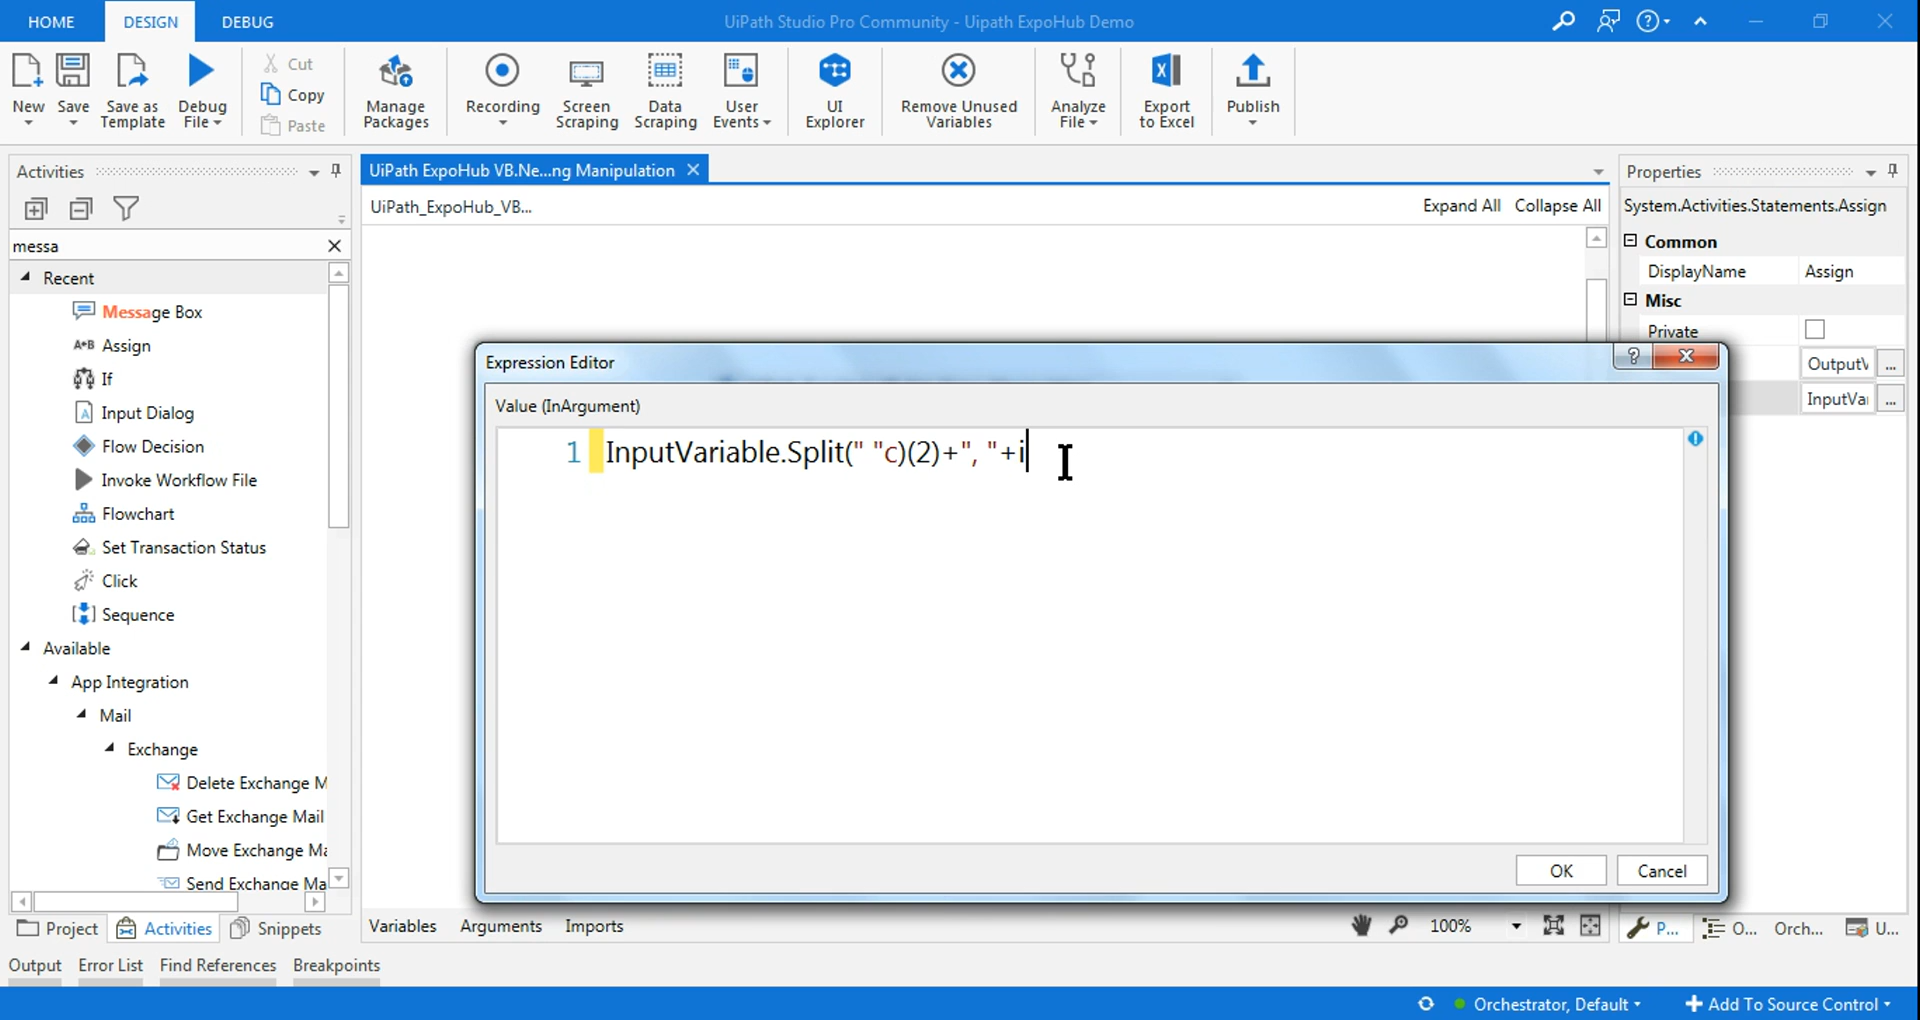 HOME
DESIGN
DEBUG
UiPath Studio Pro Community - Uipath ExpoHub Demo
New
Save
Save as Template
Debug File
Cut
Copy
Paste
Manage Packages
Recording
Screen Scraping
Data Scraping
User Events
UI Explorer
Remove Unused Variables
Analyze File
Export to Excel
Publish
Activities
UiPath ExpoHub VB.Ne...ng Manipulation
Properties
UiPath_ExpoHub_VB...
Expand All
Collapse All
System.Activities.Statements.Assign
messa
Common
Recent
DisplayName
Assign
Misc
Message Box
Private
Assign
If
Input Dialog
Flow Decision
Invoke Workflow File
Flowchart
Set Transaction Status
Click
Sequence
Available
App Integration
Mail
Exchange
Delete Exchange M
Get Exchange Mail
Move Exchange Ma
Send Exchange Ma
Expression Editor
OutputV
...
Value (InArgument)
InputVar
...
1
InputVariable.Split(" "c)(2)+", "+i
OK
Cancel
Project
Activities
Snippets
Variables
Arguments
Imports
100%
P...
O...
Orch...
U...
Output
Error List
Find References
Breakpoints
Orchestrator, Default
Add To Source Control